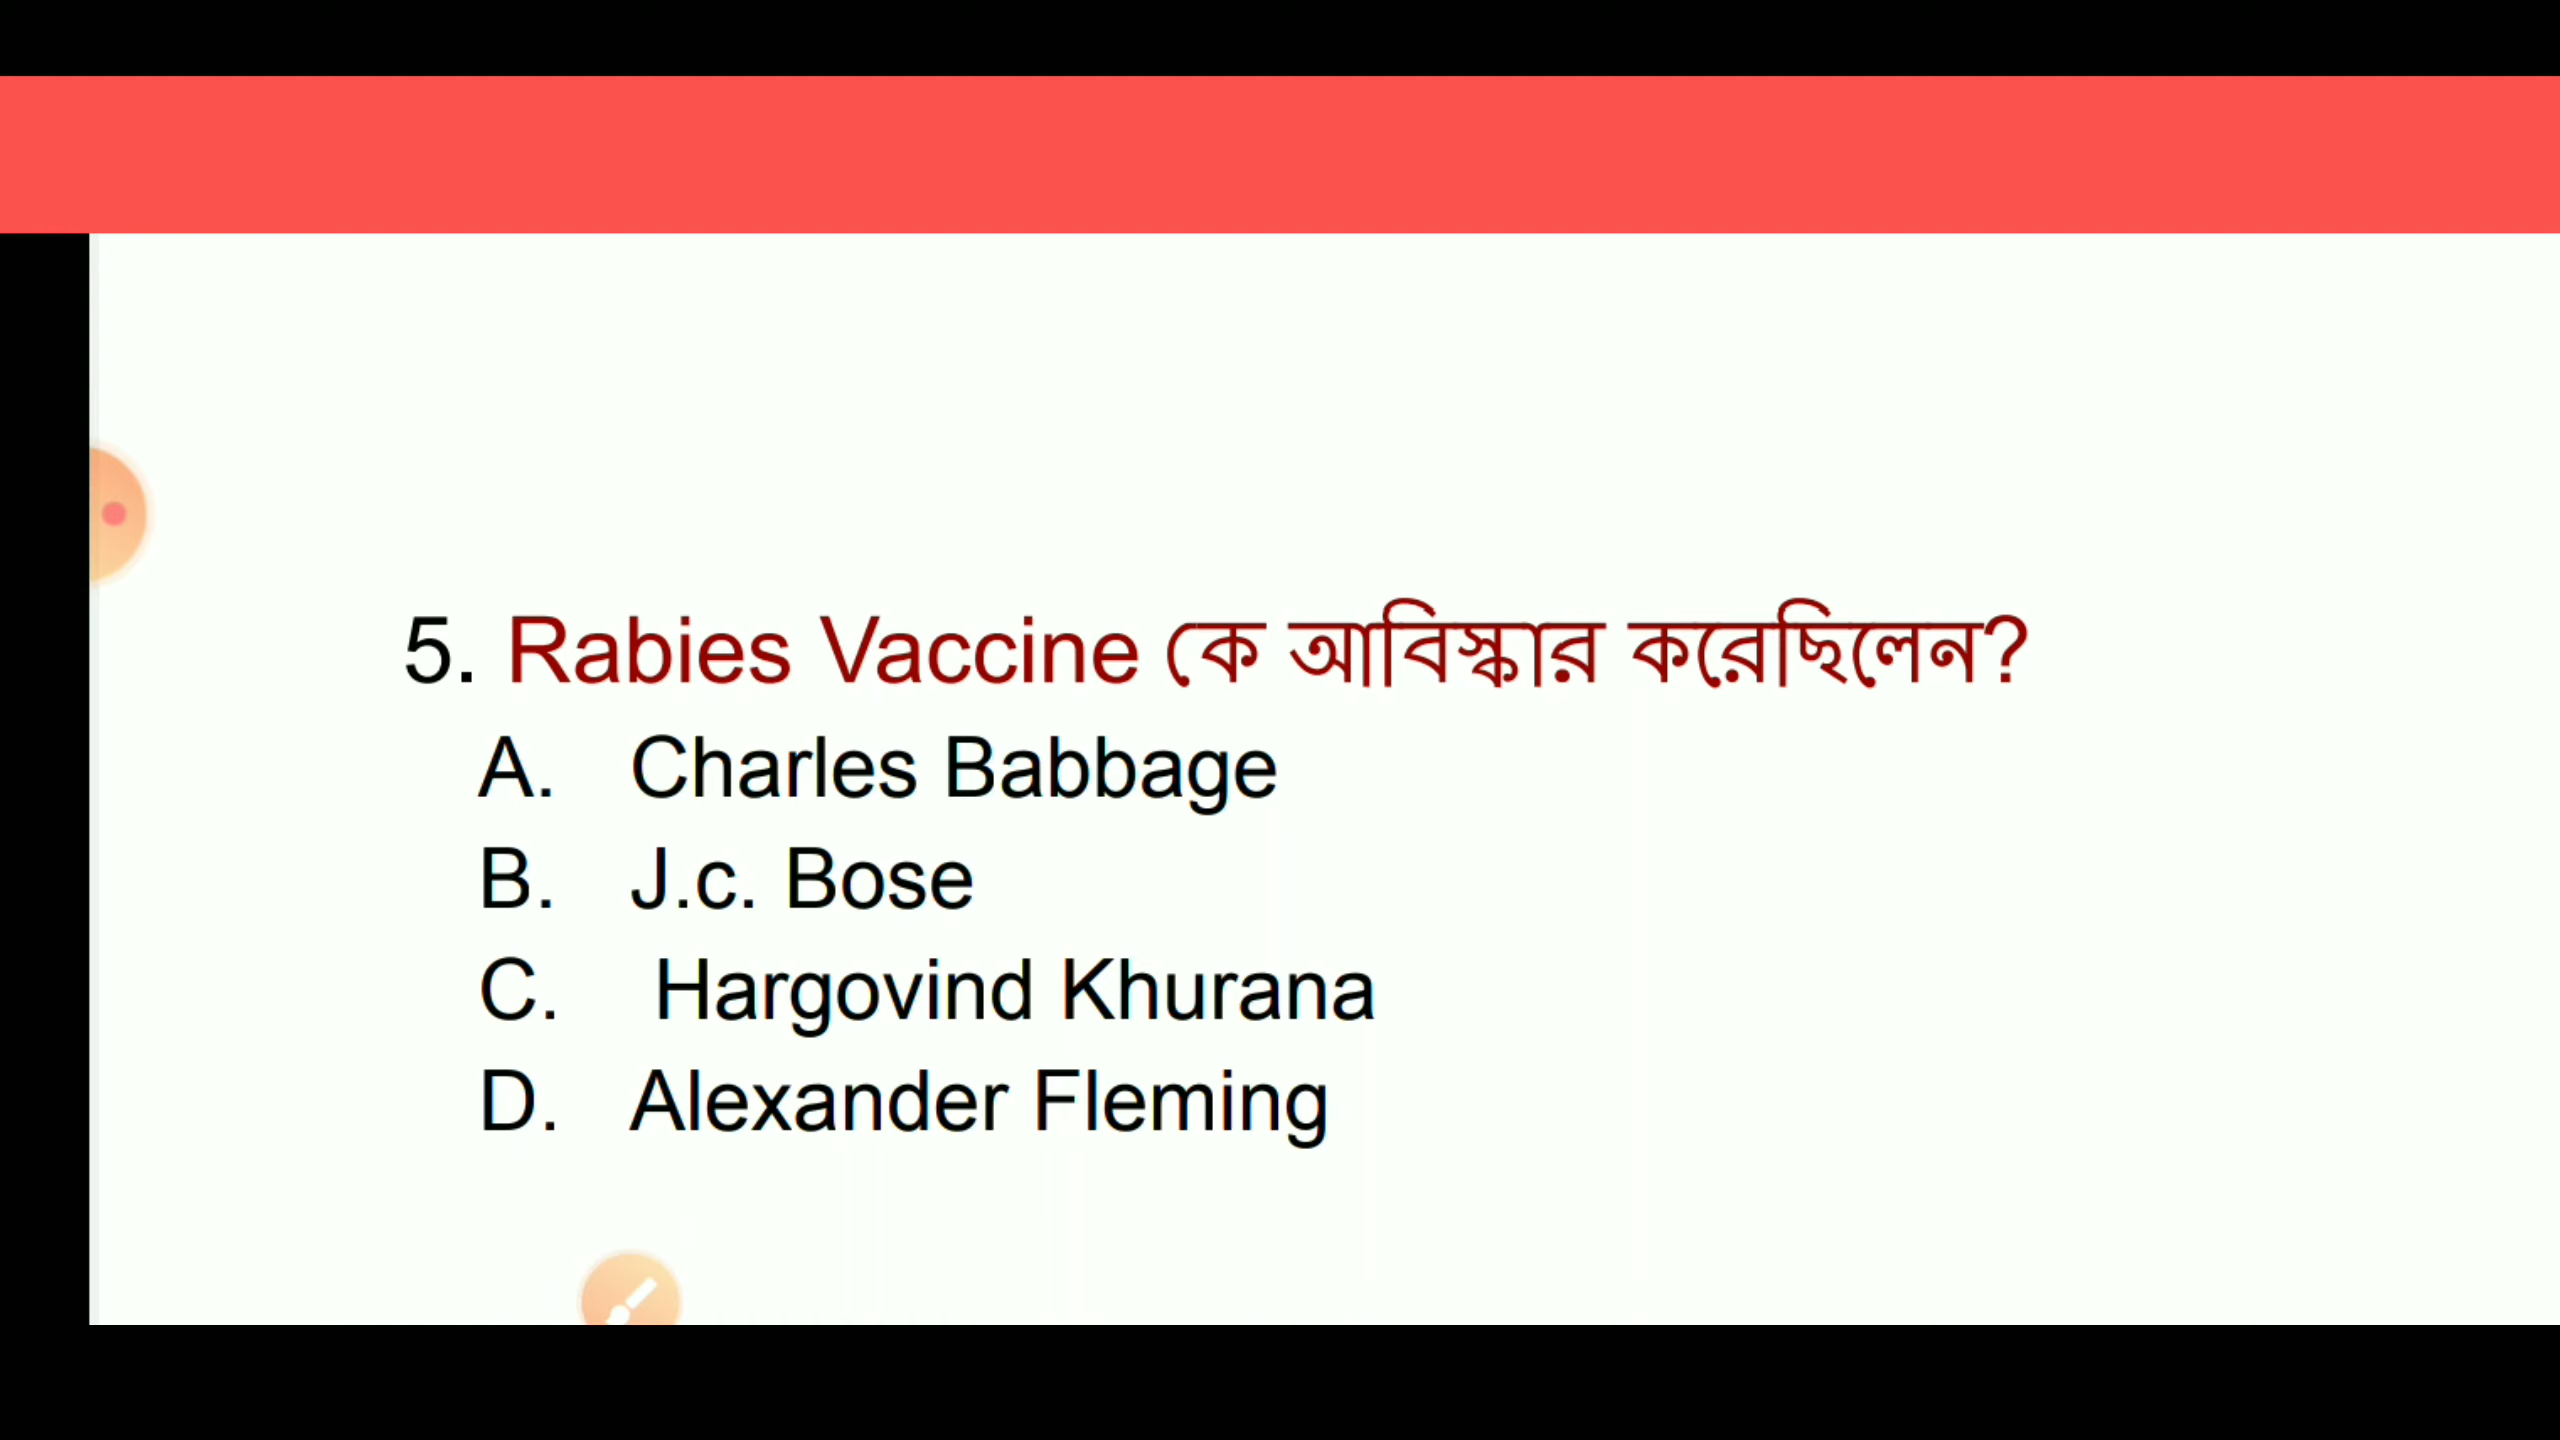 5. Rabies Vaccine কে আবিস্কার করেছিলেন?
A. Charles Babbage
B. J.c. Bose
C. Hargovind Khurana
D. Alexander Fleming